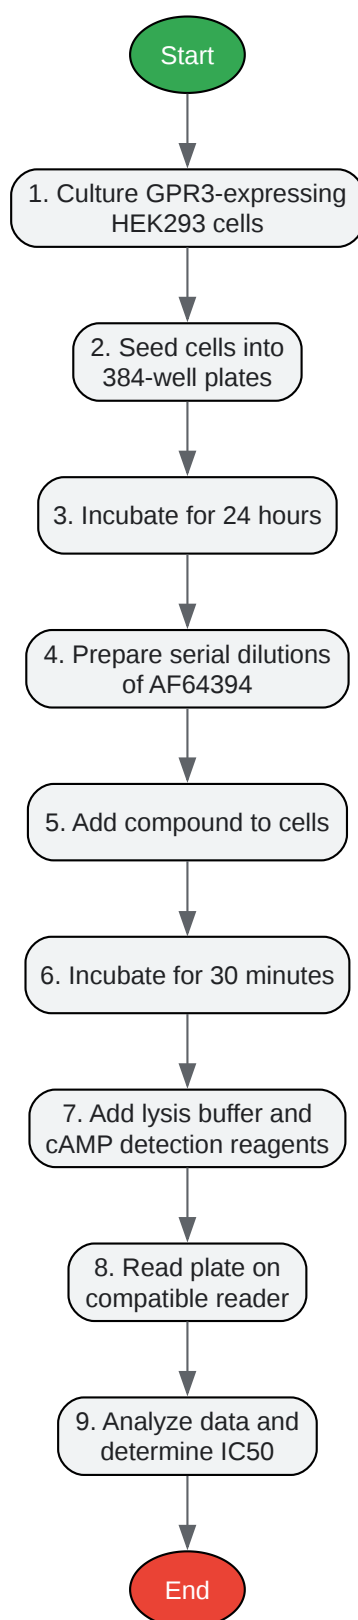 Start
1. Culture GPR3-expressing
HEK293 cells
2. Seed cells into
384-well plates
3. Incubate for 24 hours
4. Prepare serial dilutions
of AF64394
5. Add compound to cells
6. Incubate for 30 minutes
7. Add lysis buffer and
cAMP detection reagents
8. Read plate on
compatible reader
9. Analyze data and
determine IC50
End